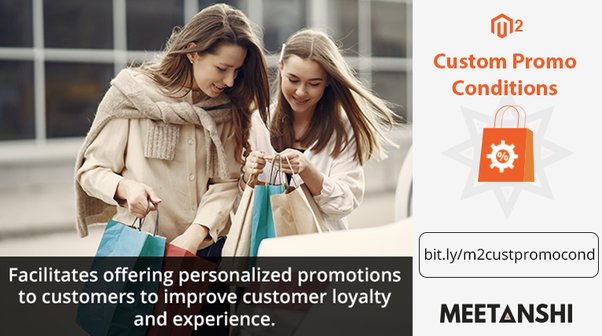 2
Custom Promo
Conditions
%
bit.ly/m2custpromocond
MEETANSHI
Facilitates offering personalized promotions
to customers to improve customer loyalty
and experience.